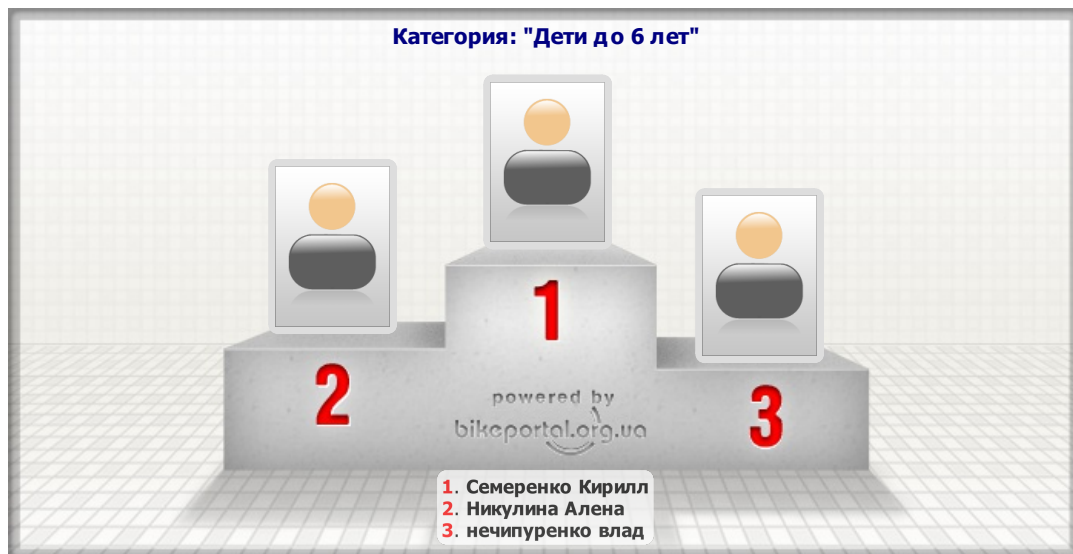 Категория: "Дети до 6 лет"
1
2
3
powered by
bikeportal.org.ua
1. Семеренко Кирилл
2. Никулина Алена
3. нечипуренко влад